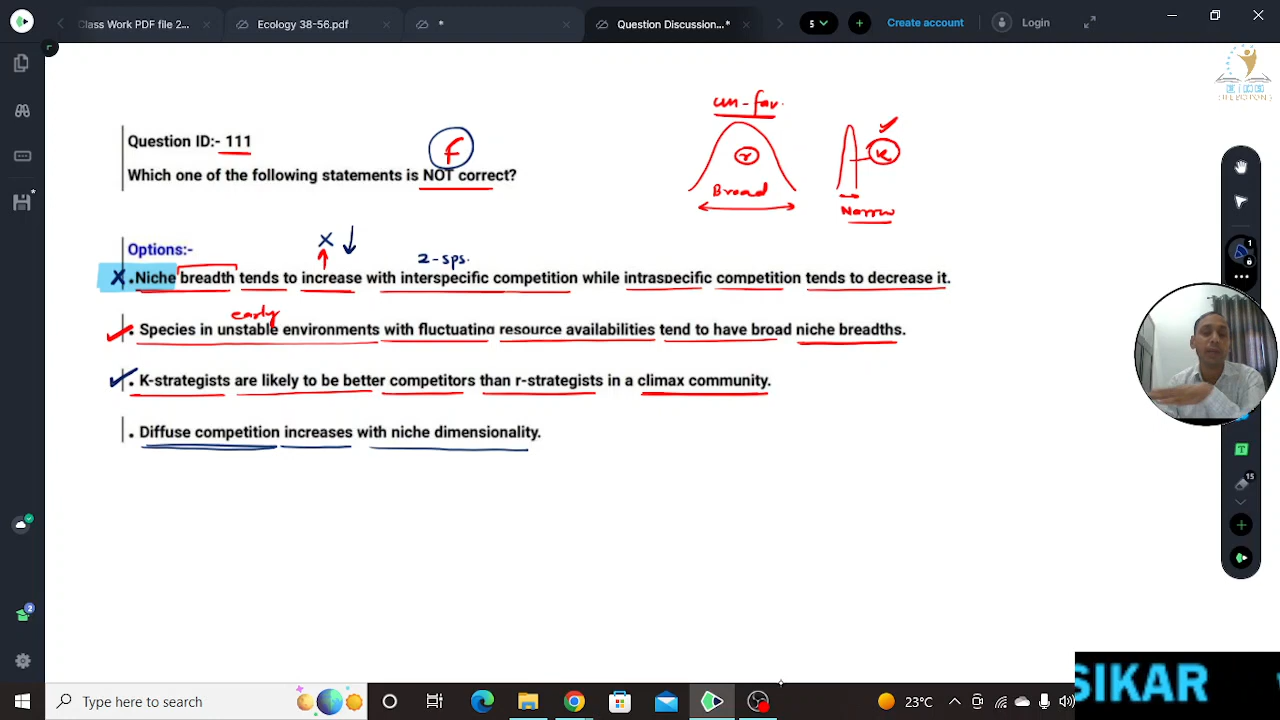 Class Work PDF file 2...
Ecology 38-56.pdf
*
Question Discussion...*
5
Create account
Login
un-fav.
Question ID:- 111
f
Which one of the following statements is NOT correct?
r
k
Broad
Narrow
Options:-
2-sps.
. Niche breadth tends to increase with interspecific competition while intraspecific competition tends to decrease it.
early
. Species in unstable environments with fluctuating resource availabilities tend to have broad niche breadths.
. K-strategists are likely to be better competitors than r-strategists in a climax community.
. Diffuse competition increases with niche dimensionality.
1
T
15
2
SIKAR
Type here to search
23°C